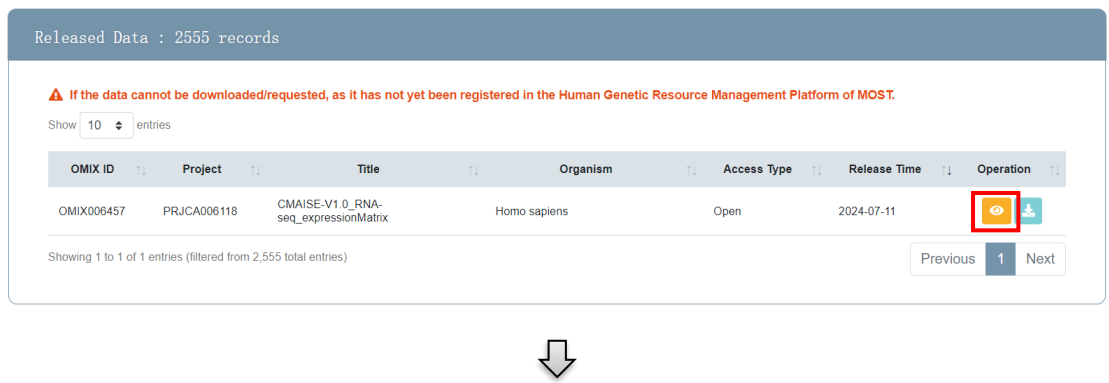 Released Data : 2555 records
If the data cannot be downloaded/requested, as it has not yet been registered in the Human Genetic Resource Management Platform of MOST.
Show 10 entries
OMIX ID Project Title Organism Access Type Release Time Operation
OMIX006457 PRJCA006118 CMAISE-V1.0_RNA-
seq_expressionMatrix Homo sapiens Open 2024-07-11
Showing 1 to 1 of 1 entries (filtered from 2,555 total entries)
Previous 1 Next